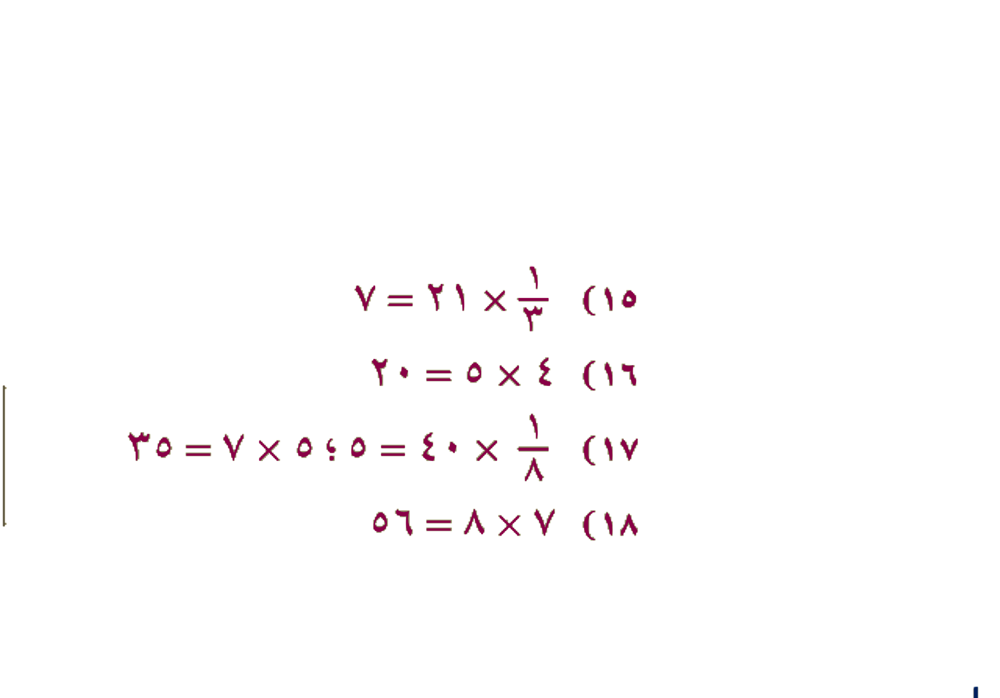 ١٥) ١/٣ × ٢١ = ٧
١٦) ٤ × ٥ = ٢٠
١٧) ١/٨ × ٤٠ = ٥؛ ٥ × ٧ = ٣٥
١٨) ٧ × ٨ = ٥٦